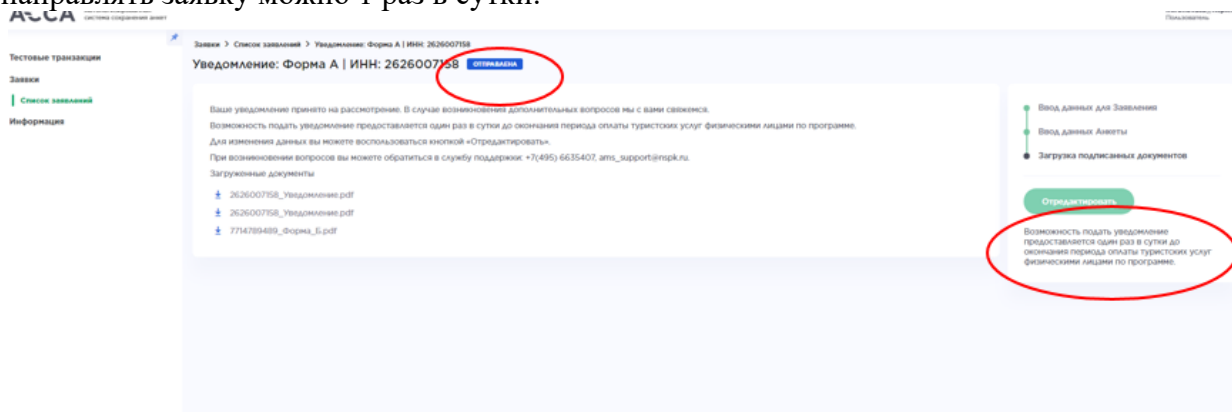 направлять заявку можно 1 раз в сутки.
АССА система сохранения анкет
Пользователь
Тестовые транзакции
Заявки
Список заявлений
Информация
Заявки > Список заявлений > Уведомление: Форма А | ИНН: 2626007158
Уведомление: Форма А | ИНН: 2626007158 ОТПРАВЛЕНА
Ваше уведомление принято на рассмотрение. В случае возникновения дополнительных вопросов мы с вами свяжемся.
Возможность подать уведомление предоставляется один раз в сутки до окончания периода оплаты туристских услуг физическими лицами по программе.
Для изменения данных вы можете воспользоваться кнопкой «Отредактировать».
При возникновении вопросов вы можете обратиться в службу поддержки: +7(495) 6635407, ams_support@nspk.ru.
Загруженные документы
2626007158_Уведомление.pdf
2626007158_Уведомление.pdf
7714789489_Форма_Б.pdf
Ввод данных для Заявления
Ввод данных Анкеты
Загрузка подписанных документов
Отредактировать
Возможность подать уведомление
предоставляется один раз в сутки до
окончания периода оплаты туристских услуг
физическими лицами по программе.